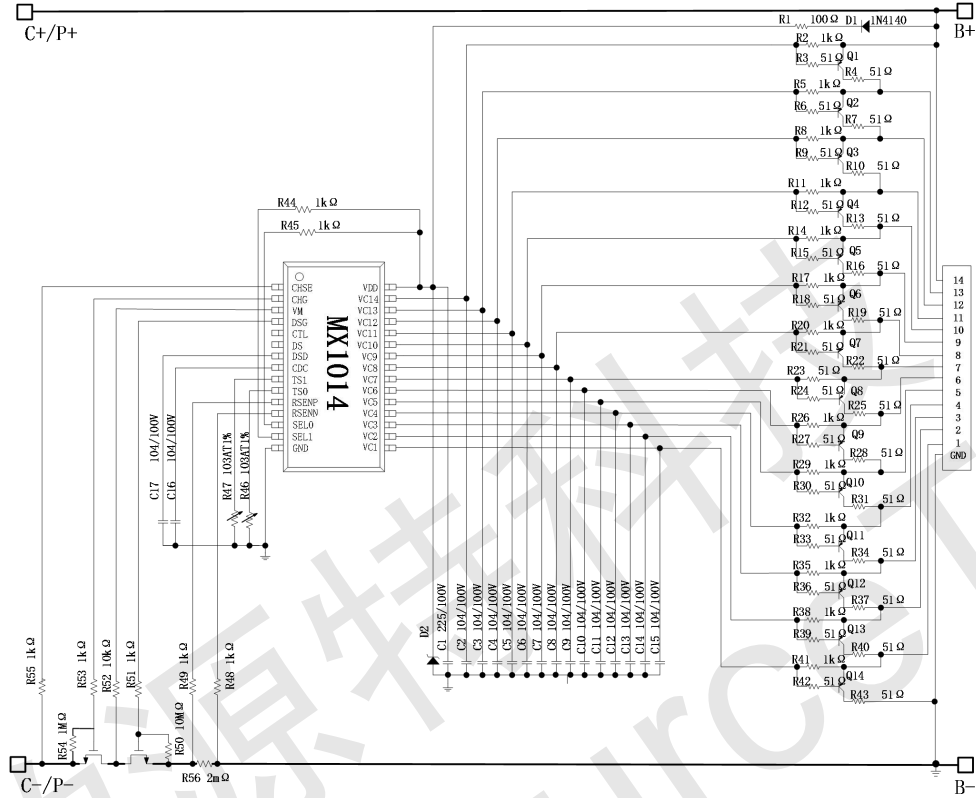 C+/P+
B+
R1 100Ω D1 1N4140
R2 1kΩ
R3 51Ω Q1
R4 51Ω
R5 1kΩ
R6 51Ω Q2
R7 51Ω
R8 1kΩ
R9 51Ω Q3
R10 51Ω
R11 1kΩ
R12 51Ω Q4
R13 51Ω
R14 1kΩ
R15 51Ω Q5
R16 51Ω
R17 1kΩ
R18 51Ω Q6
R19 51Ω
R20 1kΩ
R21 51Ω Q7
R22 51Ω
R23 51Ω
R24 51Ω Q8
R25 51Ω
R26 1kΩ
R27 51Ω Q9
R28 51Ω
R29 1kΩ
R30 51Ω Q10
R31 51Ω
R32 1kΩ
R33 51Ω Q11
R34 51Ω
R35 1kΩ
R36 51Ω Q12
R37 51Ω
R38 1kΩ
R39 51Ω Q13
R40 51Ω
R41 1kΩ
R42 51Ω Q14
R43 51Ω
14
13
12
11
10
9
8
7
6
5
4
3
2
1
GND
R44 1kΩ
R45 1kΩ
MX1014
CHSE
CHG
VM
DSG
CTL
DS
DSD
CDC
TS1
TS0
RSENP
RSENN
SEL0
SEL1
GND
VDD
VC14
VC13
VC12
VC11
VC10
VC9
VC8
VC7
VC6
VC5
VC4
VC3
VC2
VC1
C17 104/100V
C16 104/100V
R47 103AT1%
R46 103AT1%
D2
C1 225/100V
C2 104/100V
C3 104/100V
C4 104/100V
C5 104/100V
C6 104/100V
C7 104/100V
C8 104/100V
C9 104/100V
C10 104/100V
C11 104/100V
C12 104/100V
C13 104/100V
C14 104/100V
C15 104/100V
R55 1kΩ
R53 1kΩ
R52 10kΩ
R51 1kΩ
R49 1kΩ
R48 1kΩ
R54 1MΩ
R50 10MΩ
R56 2mΩ
C-/P-
B-
源特科技
urce T